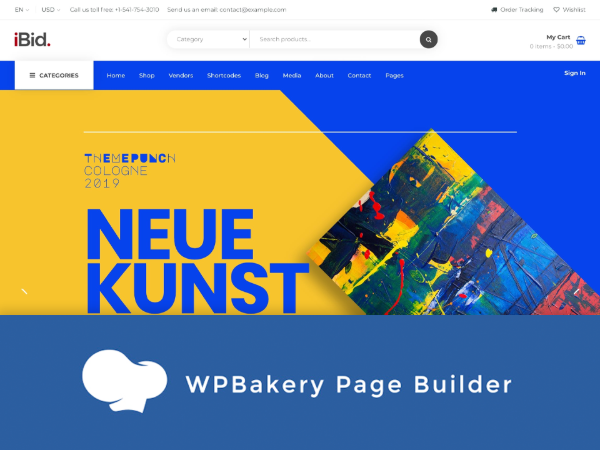 EN USD Call us toll free: +1-541-754-3010 Send us an email: contact@example.com Order Tracking Wishlist
iBid. Category Search products... My Cart
0 items - $0.00
CATEGORIES Home Shop Vendors Shortcodes Blog Media About Contact Pages Sign In
THEMEPUNCH
COLOGNE
2019
NEUE
KUNST
WPBakery Page Builder